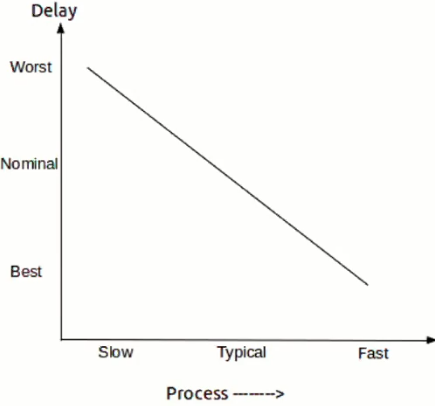 Delay
Worst
Nominal
Best
Slow Typical Fast
Process ------->